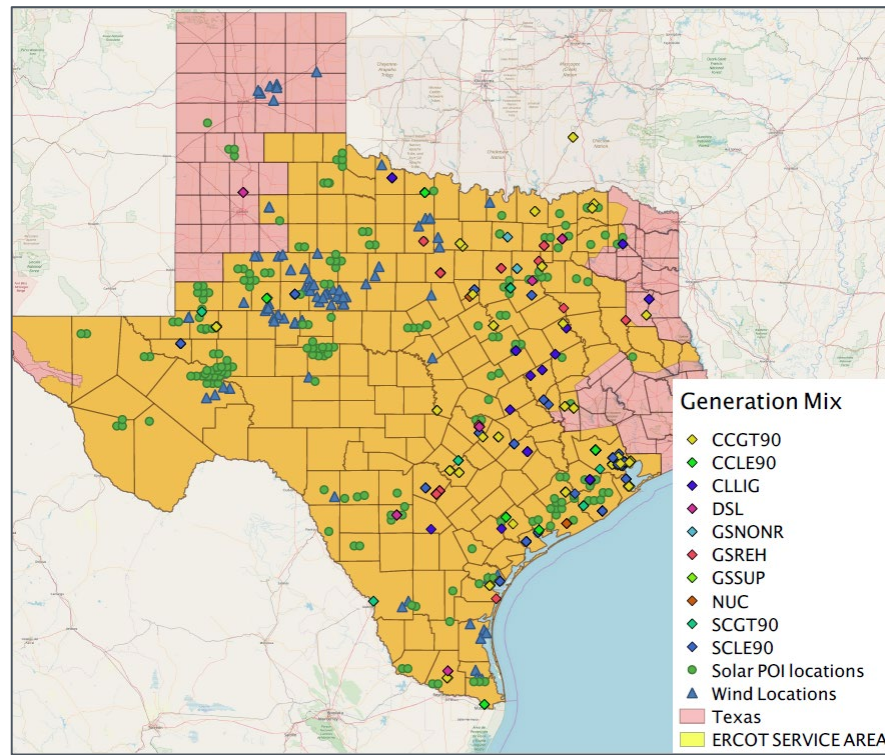 Generation Mix
CCGT90
CCLE90
CLLIG
DSL
GSNONR
GSREH
GSSUP
NUC
SCGT90
SCLE90
Solar POI locations
Wind Locations
Texas
ERCOT SERVICE AREA